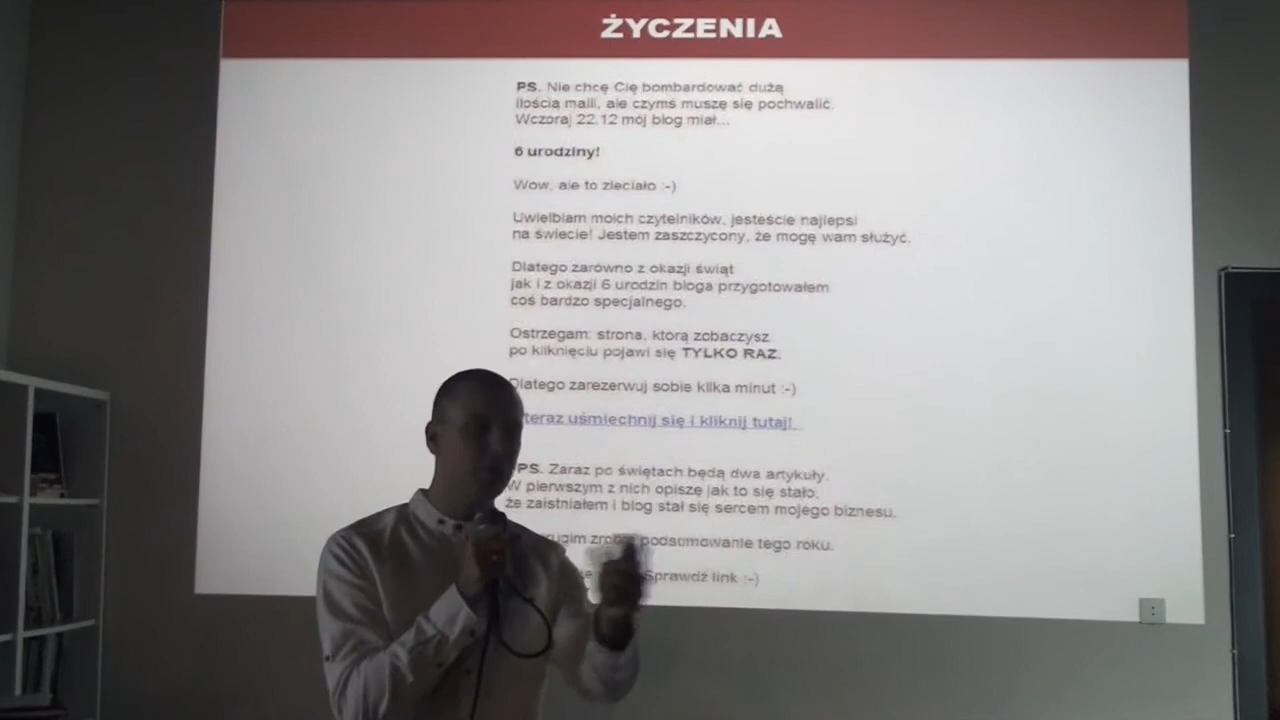 ŻYCZENIA
PS. Nie chcę Cię bombardować dużą
ilością maili, ale czymś muszę się pochwalić.
Wczoraj 22.12 mój blog miał...
6 urodziny!
Wow, ale to zleciało :-)
Uwielbiam moich czytelników, jesteście najlepsi
na świecie! Jestem zaszczycony, że mogę wam służyć.
Dlatego zarówno z okazji świąt
jak i z okazji 6 urodzin bloga przygotowałem
coś bardzo specjalnego.
Ostrzegam: strona, którą zobaczysz
po kliknięciu pojawi się TYLKO RAZ.
Dlatego zarezerwuj sobie kilka minut :-)
teraz uśmiechnij się i kliknij tutaj!
PS. Zaraz po świętach będą dwa artykuły.
W pierwszym z nich opiszę jak to się stało,
że zaistniałem i blog stał się sercem mojego biznesu.
podsumowanie tego roku.
Sprawdź link :-)